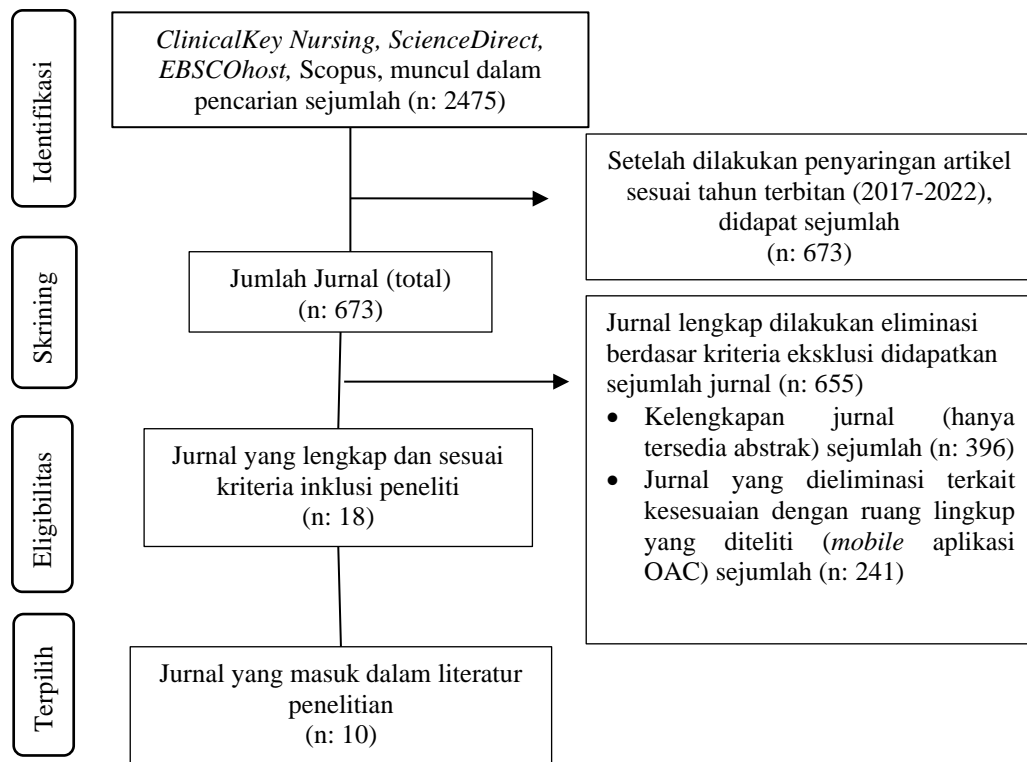 Identifikasi
ClinicalKey Nursing, ScienceDirect,
EBSCOhost, Scopus, muncul dalam
pencarian sejumlah (n: 2475)
Setelah dilakukan penyaringan artikel
sesuai tahun terbitan (2017-2022),
didapat sejumlah
(n: 673)
Skrining
Jumlah Jurnal (total)
(n: 673)
Jurnal lengkap dilakukan eliminasi
berdasar kriteria eksklusi didapatkan
sejumlah jurnal (n: 655)
• Kelengkapan jurnal (hanya
tersedia abstrak) sejumlah (n: 396)
• Jurnal yang dieliminasi terkait
kesesuaian dengan ruang lingkup
yang diteliti (mobile aplikasi
OAC) sejumlah (n: 241)
Eligibilitas
Jurnal yang lengkap dan sesuai
kriteria inklusi peneliti
(n: 18)
Terpilih
Jurnal yang masuk dalam literatur
penelitian
(n: 10)